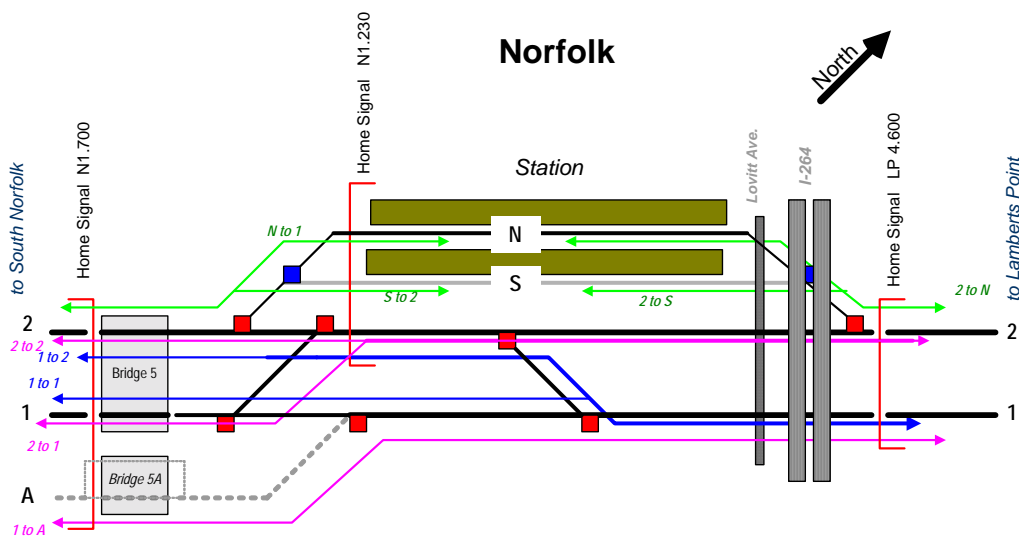 Norfolk
North
Home Signal N1.230
Home Signal N1.700
to South Norfolk
Station
Lovitt Ave.
I-264
Home Signal LP 4.600
to Lamberts Point
N to 1
N
S
S to 2
2 to S
2 to N
2
2
2 to 2
1 to 2
Bridge 5
1 to 1
1
1
2 to 1
Bridge 5A
A
1 to A